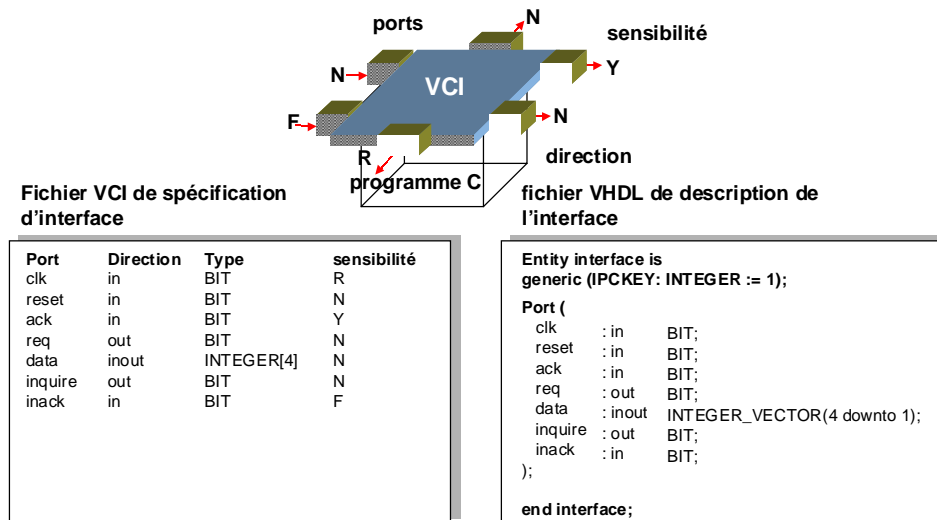 ports
N
sensibilité
N
VCI
Y
F
N
R
direction
programme C
Fichier VCI de spécification
d'interface
Port Direction Type sensibilité
clk in BIT R
reset in BIT N
ack in BIT Y
req out BIT N
data inout INTEGER[4] N
inquire out BIT N
inack in BIT F
fichier VHDL de description de
l'interface
Entity interface is
generic (IPCKEY: INTEGER := 1);
Port (
clk : in BIT;
reset : in BIT;
ack : in BIT;
req : out BIT;
data : inout INTEGER_VECTOR(4 downto 1);
inquire : out BIT;
inack : in BIT;
);
end interface;